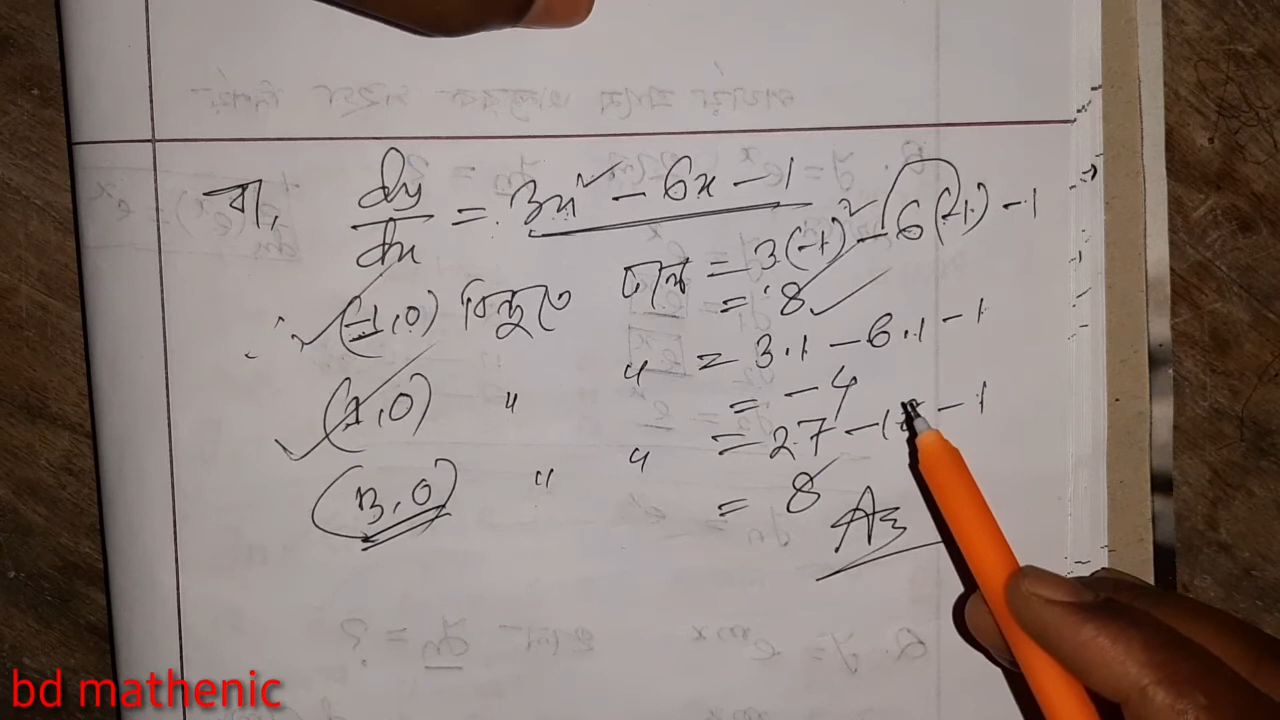 বা, dy/dx = 3x² - 6x - 1
∴ (-1,0) বিন্দুতে ঢাল = 3(-1)² - 6(-1) - 1
= 8
(1,0) " " = 3.1 - 6.1 - 1
= -4
(3,0) " " = 27 - 18 - 1
= 8
Ans
bd mathenic